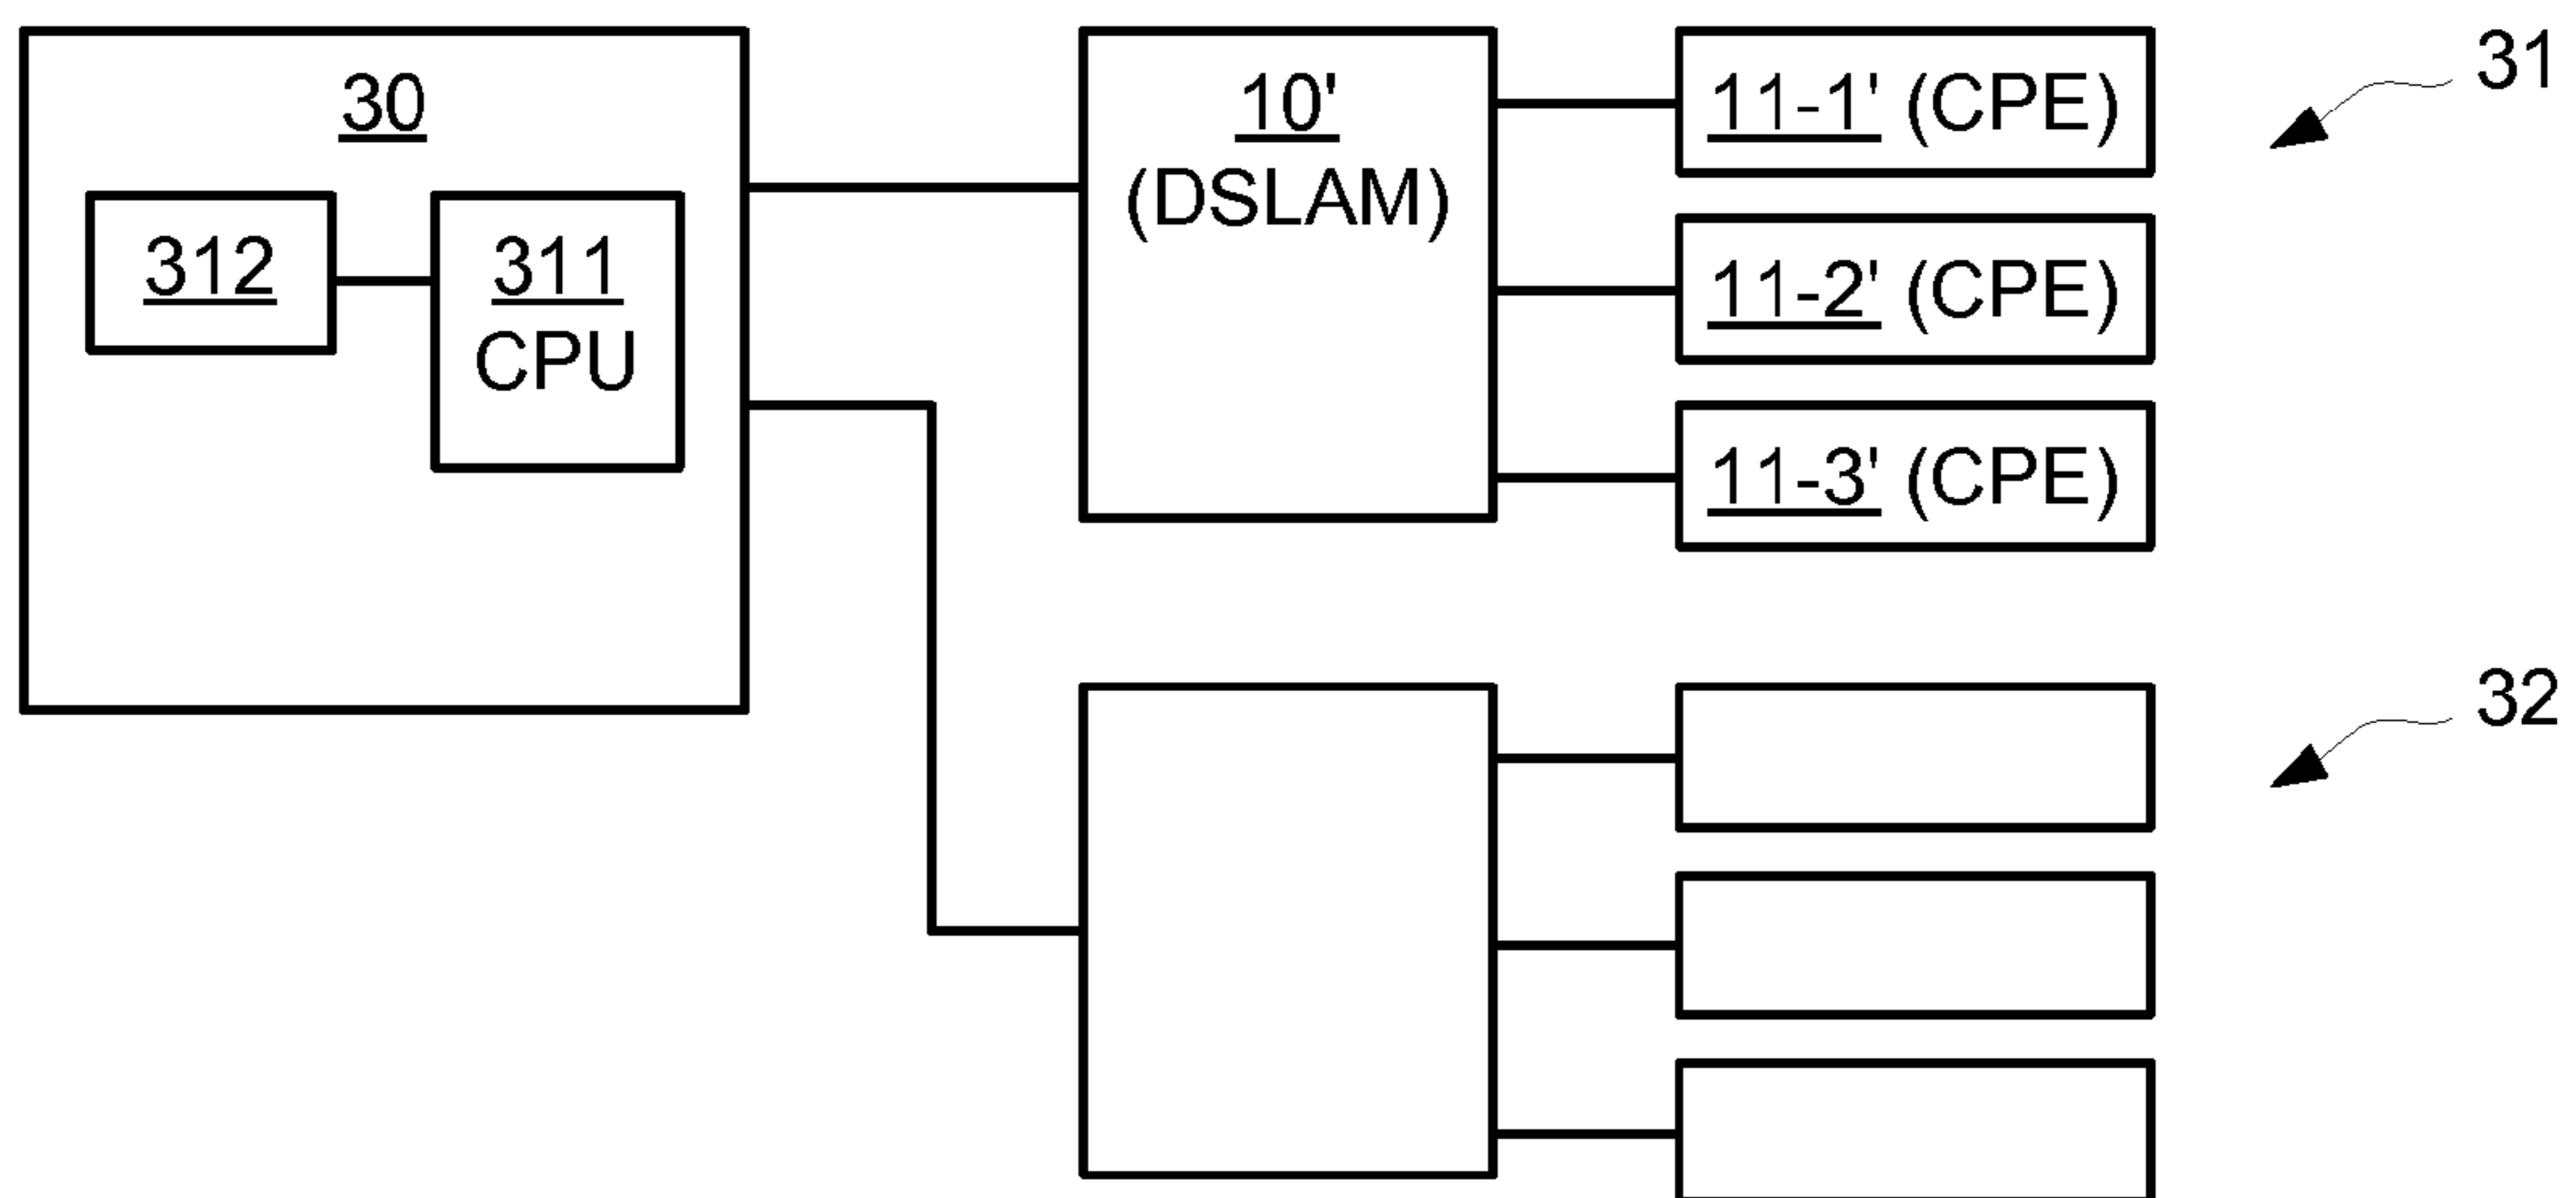 30
312
311
CPU
10'
(DSLAM)
11-1' (CPE)
11-2' (CPE)
11-3' (CPE)
31
32